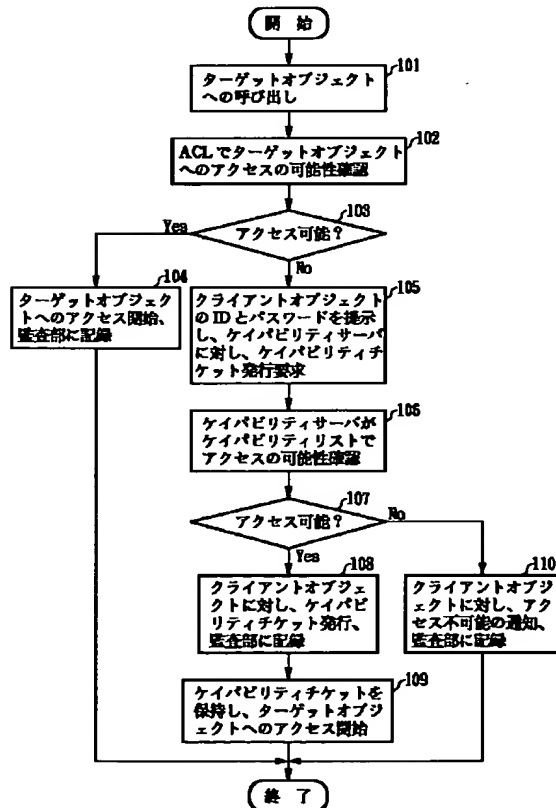 開 始
101
ターゲットオブジェクト
への呼び出し
102
ACLでターゲットオブジェクト
へのアクセスの可能性確認
103
アクセス可能?
Yes
No
104
ターゲットオブジェク
トへのアクセス開始、
監査部に記録
105
クライアントオブジェクト
の ID とパスワードを提示
し、ケイパビリティサーバ
に対し、ケイパビリティチ
ケット発行要求
106
ケイパビリティサーバが
ケイパビリティリストで
アクセスの可能性確認
107
アクセス可能?
No
Yes
108
クライアントオブジェ
クトに対し、ケイパビ
リティチケット発行、
監査部に記録
110
クライアントオブジ
ェクトに対し、アク
セス不可能の通知、
監査部に記録
109
ケイパビリティチケットを
保持し、ターゲットオブジ
ェクトへのアクセス開始
終 了